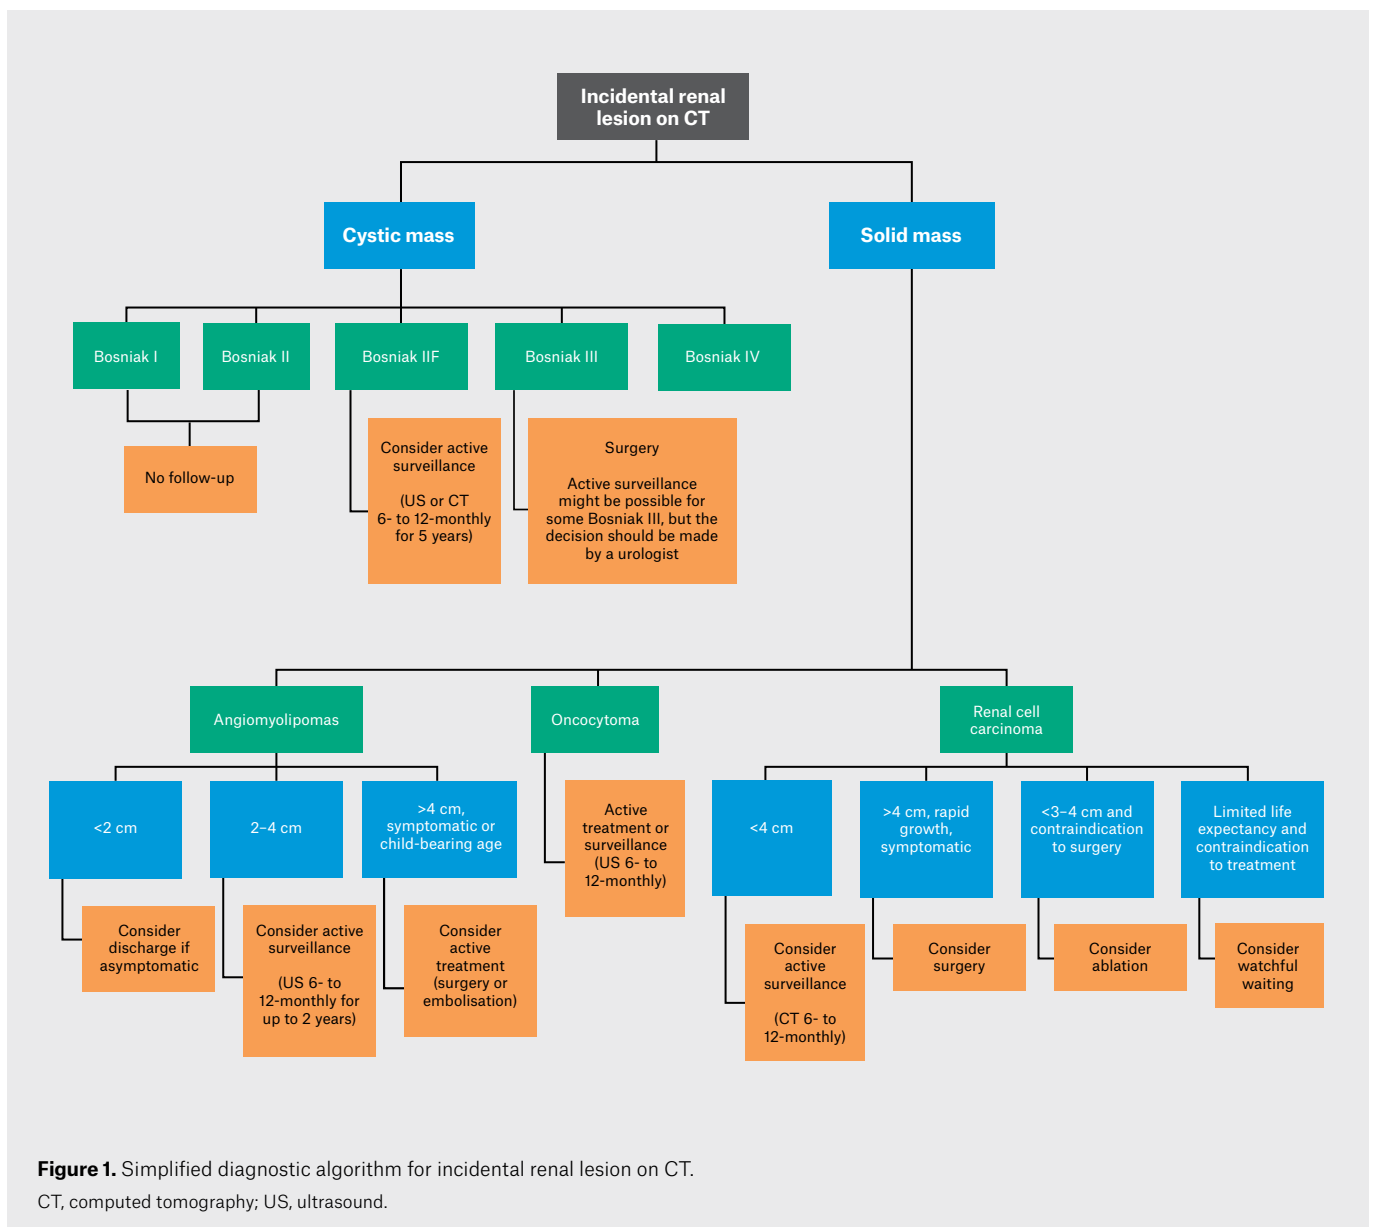 Incidental renal
lesion on CT
Cystic mass
Solid mass
Bosniak I
Bosniak II
Bosniak IIF
Bosniak III
Bosniak IV
No follow-up
Consider active
surveillance
(US or CT
6- to 12-monthly
for 5 years)
Surgery
Active surveillance
might be possible for
some Bosniak III, but the
decision should be made
by a urologist
Angiomyolipomas
Oncocytoma
Renal cell
carcinoma
<2 cm
2–4 cm
>4 cm,
symptomatic or
child-bearing age
Active
treatment or
surveillance
(US 6- to
12-monthly)
<4 cm
>4 cm, rapid
growth,
symptomatic
<3–4 cm and
contraindication
to surgery
Limited life
expectancy and
contraindication
to treatment
Consider
discharge if
asymptomatic
Consider active
surveillance
(US 6- to
12-monthly for
up to 2 years)
Consider
active
treatment
(surgery or
embolisation)
Consider
active
surveillance
(CT 6- to
12-monthly)
Consider
surgery
Consider
ablation
Consider
watchful
waiting
Figure 1. Simplified diagnostic algorithm for incidental renal lesion on CT.
CT, computed tomography; US, ultrasound.